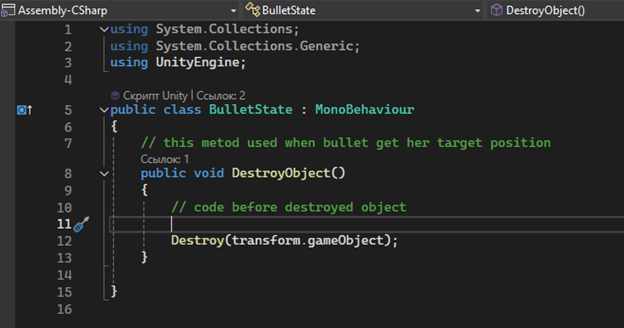 Assembly-CSharp BulletState DestroyObject()
1 using System.Collections;
2 using System.Collections.Generic;
3 using UnityEngine;
4
Скрипт Unity | Ссылок: 2
5 public class BulletState : MonoBehaviour
6 {
7 // this metod used when bullet get her target position
Ссылок: 1
8 public void DestroyObject()
9 {
10 // code before destroyed object
11
12 Destroy(transform.gameObject);
13 }
14
15 }
16